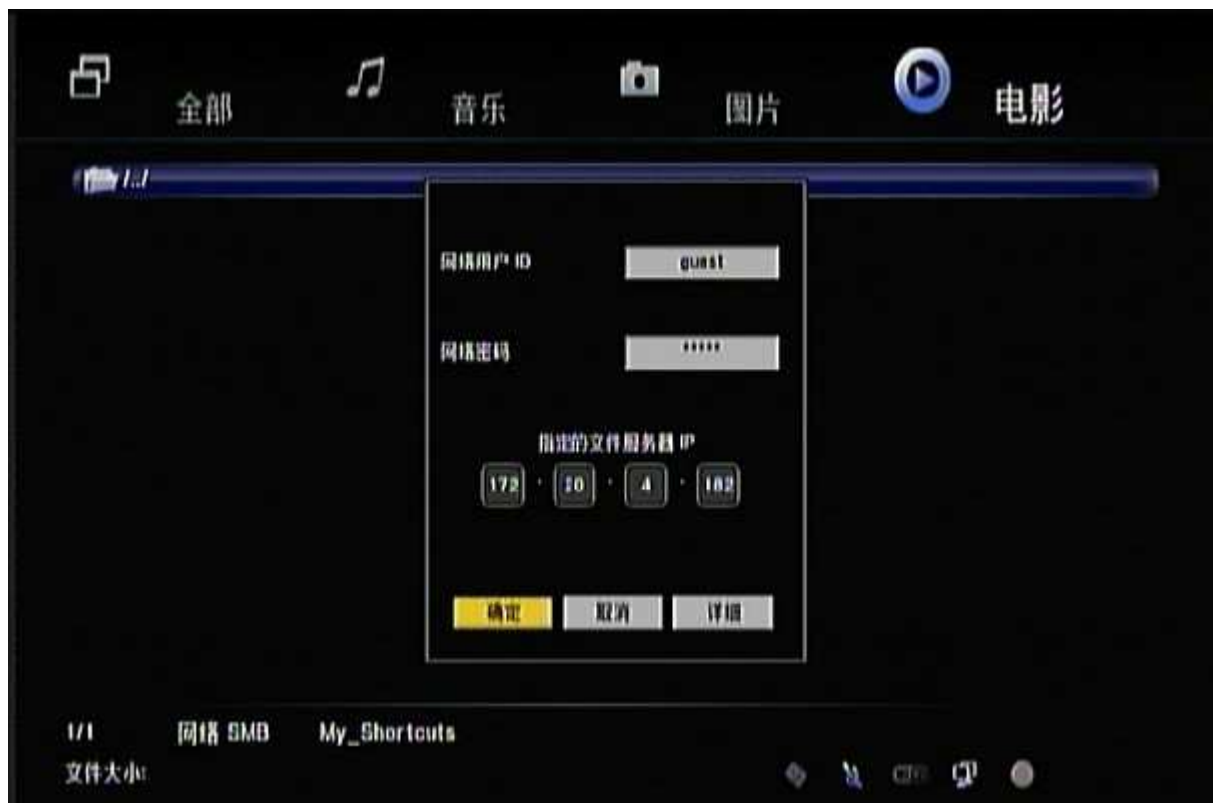 全部 音乐 图片 电影
/../
网络用户 ID guest
网络密码 *****
指定的文件服务器 IP
172 · 10 · 4 · 182
确定 取消 详细
1/1 网络 SMB My_Shortcuts
文件大小: